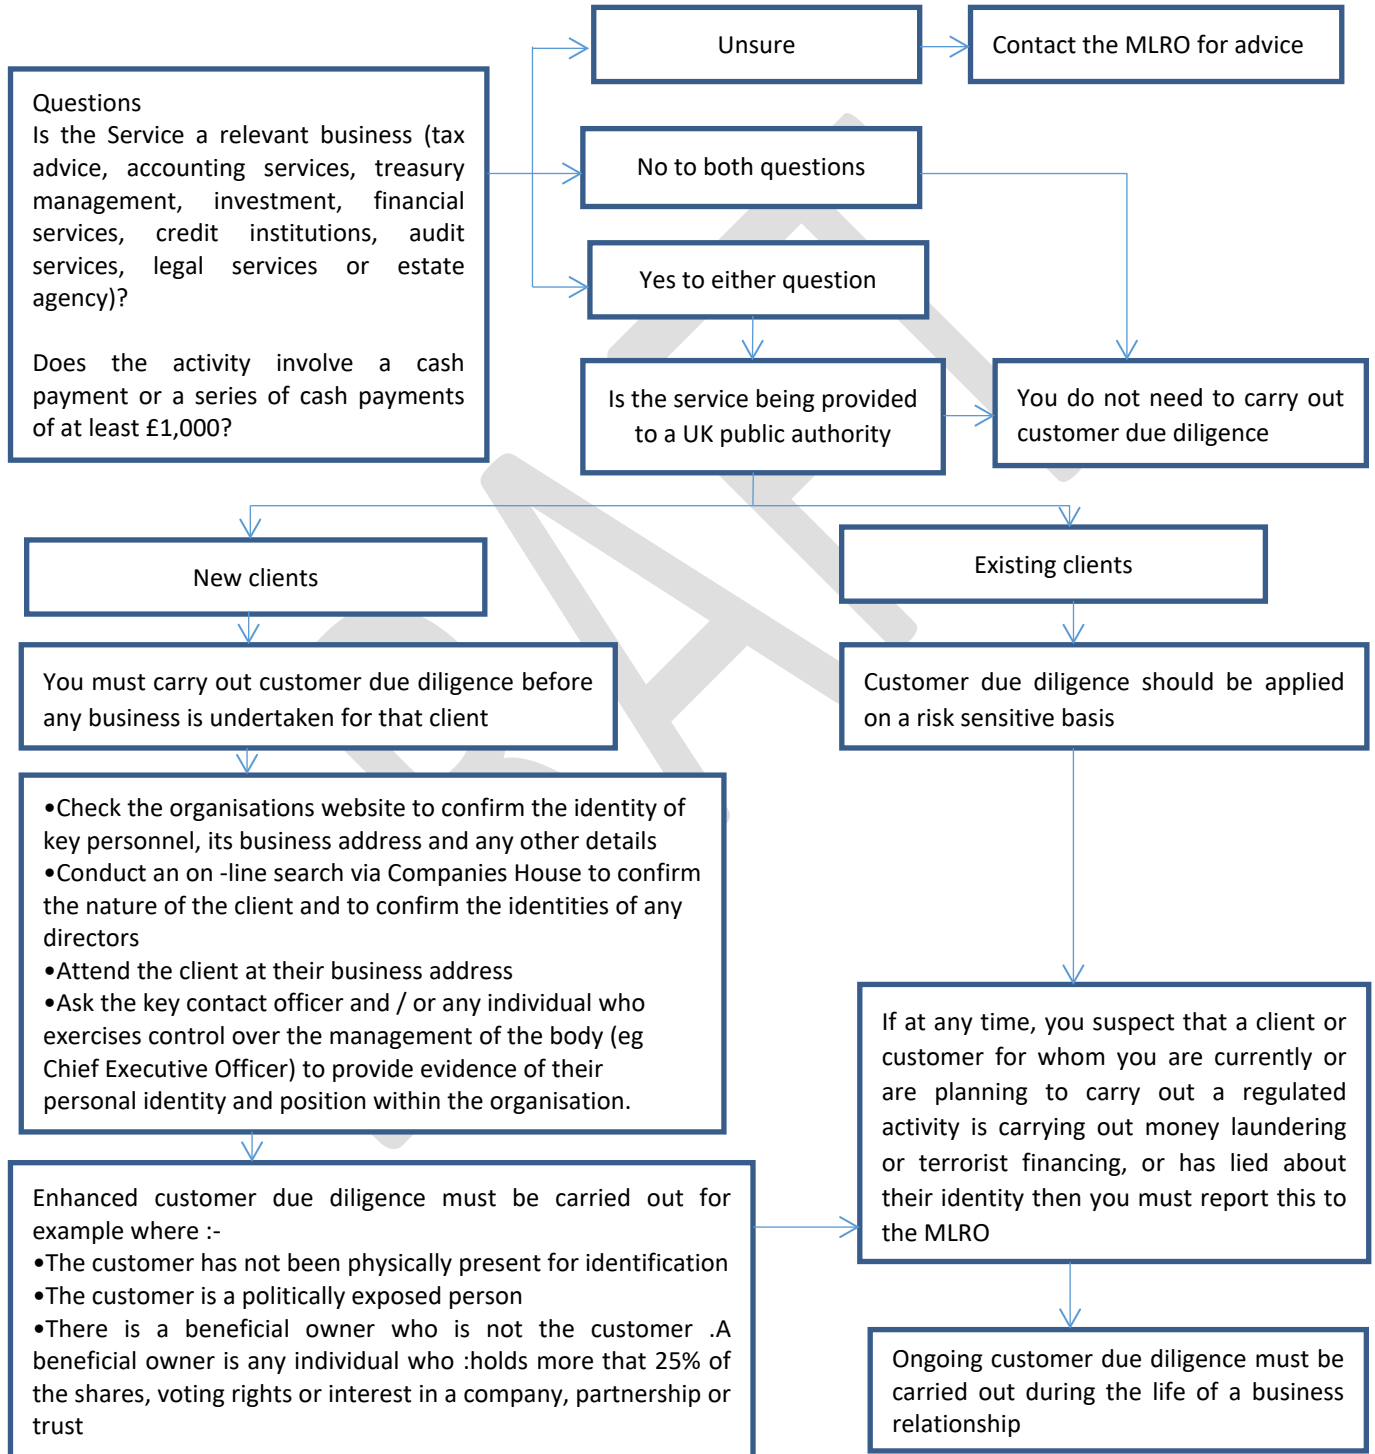 Unsure
Contact the MLRO for advice
Questions
Is the Service a relevant business (tax
advice, accounting services, treasury
management, investment, financial
services, credit institutions, audit
services, legal services or estate
agency)?
Does the activity involve a cash
payment or a series of cash payments
of at least £1,000?
No to both questions
Yes to either question
Is the service being provided
to a UK public authority
You do not need to carry out
customer due diligence
New clients
Existing clients
You must carry out customer due diligence before
any business is undertaken for that client
Customer due diligence should be applied
on a risk sensitive basis
•Check the organisations website to confirm the identity of
key personnel, its business address and any other details
•Conduct an on -line search via Companies House to confirm
the nature of the client and to confirm the identities of any
directors
•Attend the client at their business address
•Ask the key contact officer and / or any individual who
exercises control over the management of the body (eg
Chief Executive Officer) to provide evidence of their
personal identity and position within the organisation.
If at any time, you suspect that a client or
customer for whom you are currently or
are planning to carry out a regulated
activity is carrying out money laundering
or terrorist financing, or has lied about
their identity then you must report this to
the MLRO
Enhanced customer due diligence must be carried out for
example where :-
•The customer has not been physically present for identification
•The customer is a politically exposed person
•There is a beneficial owner who is not the customer .A
beneficial owner is any individual who :holds more that 25% of
the shares, voting rights or interest in a company, partnership or
trust
Ongoing customer due diligence must be
carried out during the life of a business
relationship
DRAFT